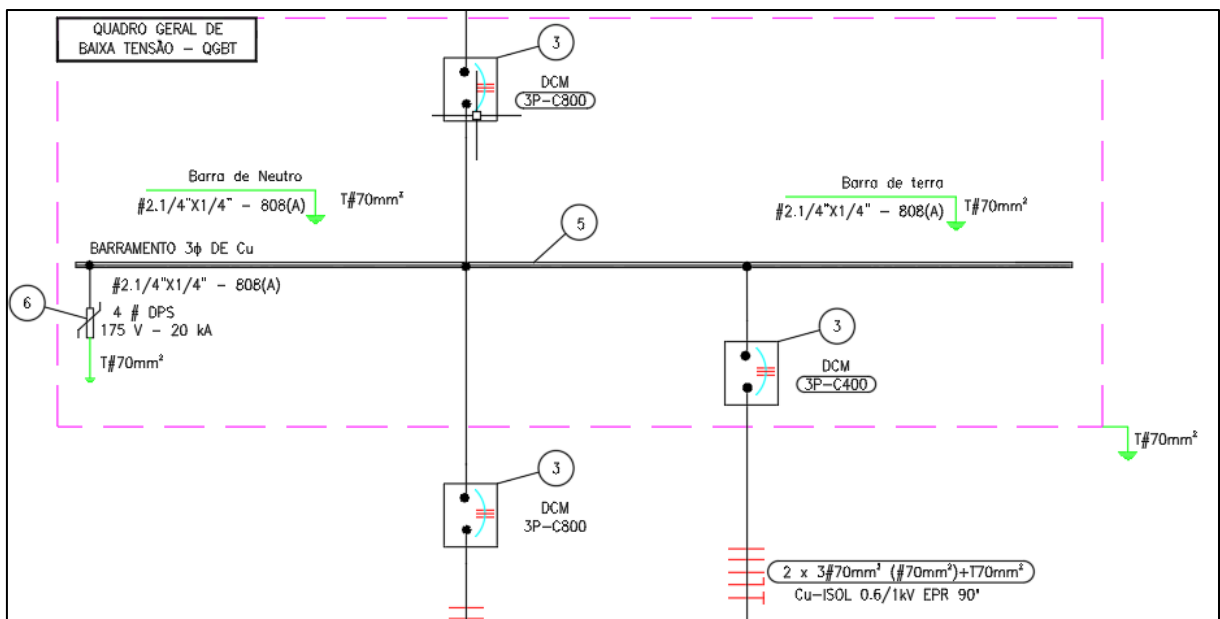 QUADRO GERAL DE
BAIXA TENSÃO – QGBT
3
DCM
3P–C800
Barra de Neutro
#2.1/4"X1/4" – 808(A)
T#70mm²
Barra de terra
#2.1/4"X1/4" – 808(A)
T#70mm²
5
BARRAMENTO 3ϕ DE Cu
#2.1/4"X1/4" – 808(A)
6
4 # DPS
175 V – 20 kA
T#70mm²
3
DCM
3P–C400
T#70mm²
3
DCM
3P–C800
2 x 3#70mm² (#70mm²)+T70mm²
Cu–ISOL 0.6/1kV EPR 90'